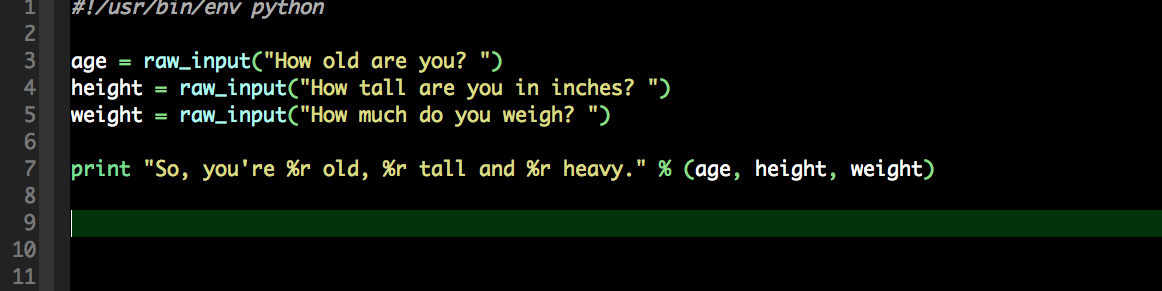 1 #!/usr/bin/env python
2
3 age = raw_input("How old are you? ")
4 height = raw_input("How tall are you in inches? ")
5 weight = raw_input("How much do you weigh? ")
6
7 print "So, you're %r old, %r tall and %r heavy." % (age, height, weight)
8
9
10
11